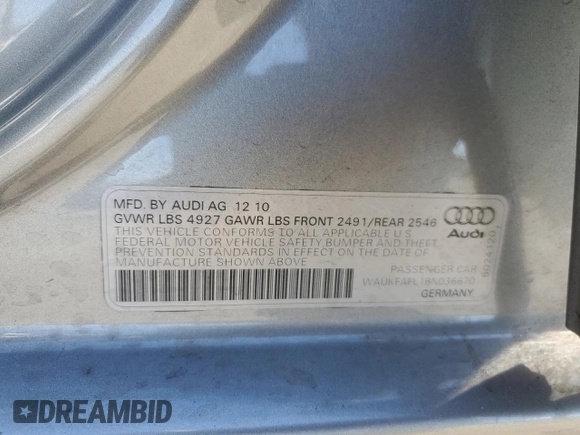 MFD. BY AUDI AG 12 10
GVWR LBS 4927 GAWR LBS FRONT 2491/REAR 2546
THIS VEHICLE CONFORMS TO ALL APPLICABLE U.S
FEDERAL MOTOR VEHICLE SAFETY,BUMPER AND THEFT
PREVENTION STANDARDS IN EFFECT ON THE DATE OF
MANUFACTURE SHOWN ABOVE
Audi
PASSENGER CAR
GERMANY
DREAMBID